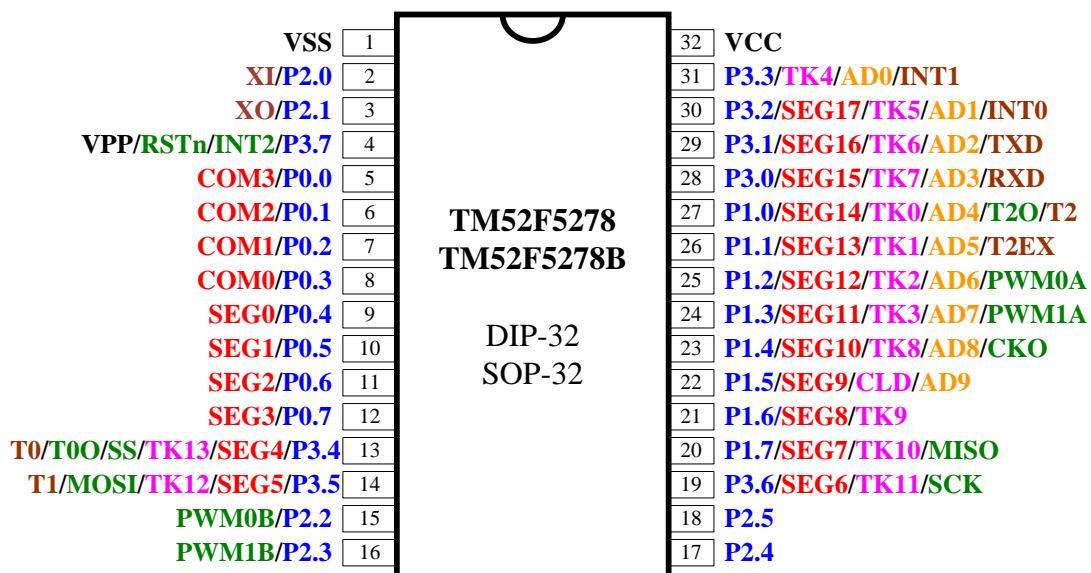 VSS 1 32 VCC
XI/P2.0 2 31 P3.3/TK4/AD0/INT1
XO/P2.1 3 30 P3.2/SEG17/TK5/AD1/INT0
VPP/RSTn/INT2/P3.7 4 29 P3.1/SEG16/TK6/AD2/TXD
COM3/P0.0 5 28 P3.0/SEG15/TK7/AD3/RXD
COM2/P0.1 6 27 P1.0/SEG14/TK0/AD4/T2O/T2
TM52F5278
COM1/P0.2 7 26 P1.1/SEG13/TK1/AD5/T2EX
TM52F5278B
COM0/P0.3 8 25 P1.2/SEG12/TK2/AD6/PWM0A
SEG0/P0.4 9 24 P1.3/SEG11/TK3/AD7/PWM1A
DIP-32
SEG1/P0.5 10 23 P1.4/SEG10/TK8/AD8/CKO
SOP-32
SEG2/P0.6 11 22 P1.5/SEG9/CLD/AD9
SEG3/P0.7 12 21 P1.6/SEG8/TK9
T0/T0O/SS/TK13/SEG4/P3.4 13 20 P1.7/SEG7/TK10/MISO
T1/MOSI/TK12/SEG5/P3.5 14 19 P3.6/SEG6/TK11/SCK
PWM0B/P2.2 15 18 P2.5
PWM1B/P2.3 16 17 P2.4